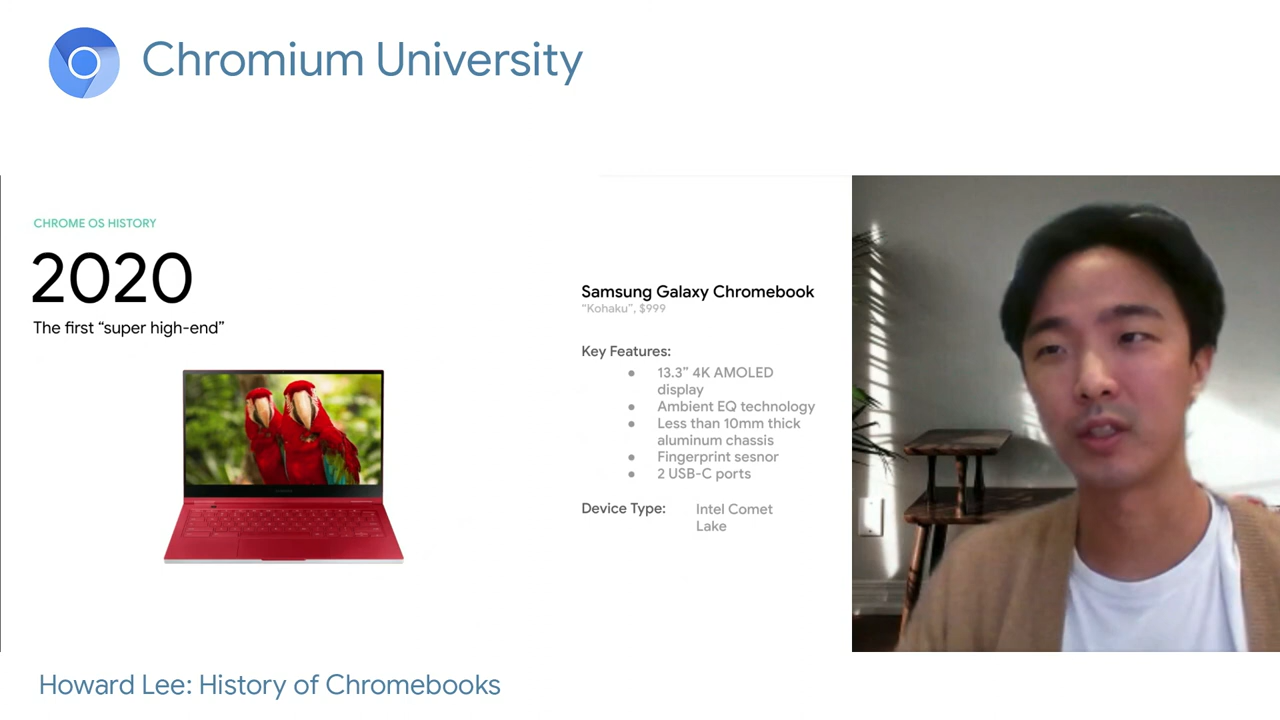 Chromium University
CHROME OS HISTORY
2020
The first “super high-end”
Samsung Galaxy Chromebook
“Kohaku”, $999
Key Features:
● 13.3” 4K AMOLED
display
● Ambient EQ technology
● Less than 10mm thick
aluminum chassis
● Fingerprint sesnor
● 2 USB-C ports
Device Type: Intel Comet
Lake
Howard Lee: History of Chromebooks